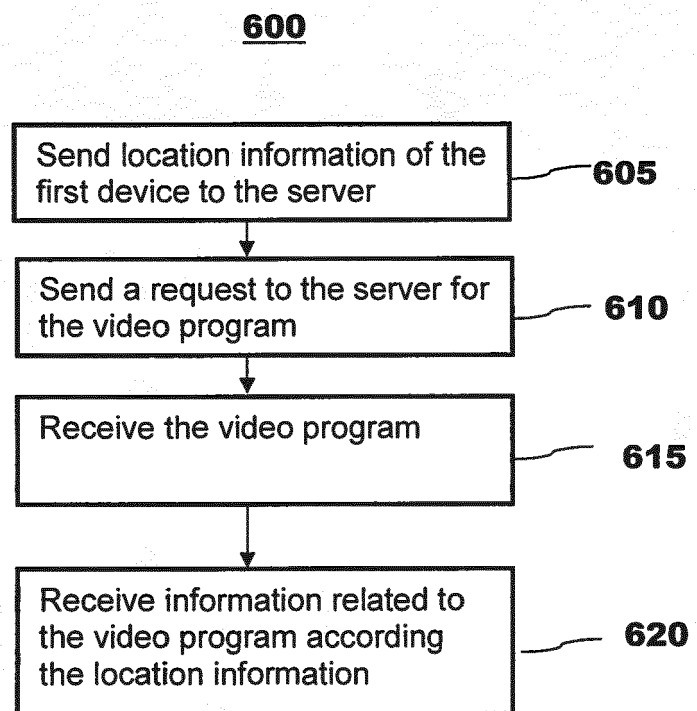 600
Send location information of the
first device to the server
605
Send a request to the server for
the video program
610
Receive the video program
615
Receive information related to
the video program according
the location information
620